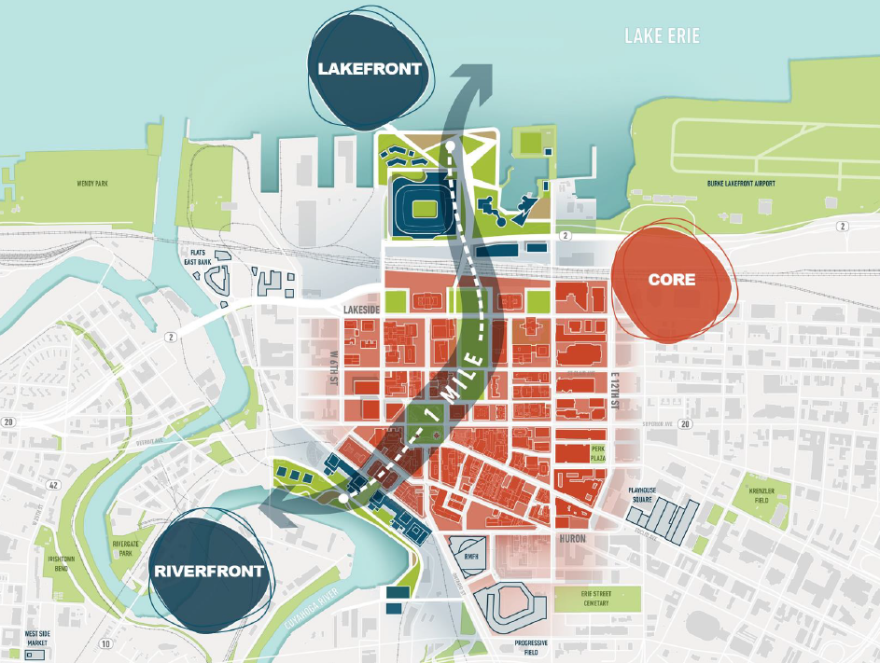 LAKE ERIE
LAKEFRONT
WENDY PARK
BURKE LAKEFRONT AIRPORT
2
2
FLATS
EAST BANK
CORE
LAKESIDE
2
W 6TH ST
1 MILE
E 12TH ST
20
SUPERIOR AVE
20
PERK
PLAZA
42
PLAYHOUSE
SQUARE
KRENZLER
FIELD
RIVERGATE
PARK
IRISHTOWN
BEND
HURON
RMFH
RIVERFRONT
CUYAHOGA RIVER
ERIE STREET
CEMETARY
WEST SIDE
MARKET
10
PROGRESSIVE
FIELD